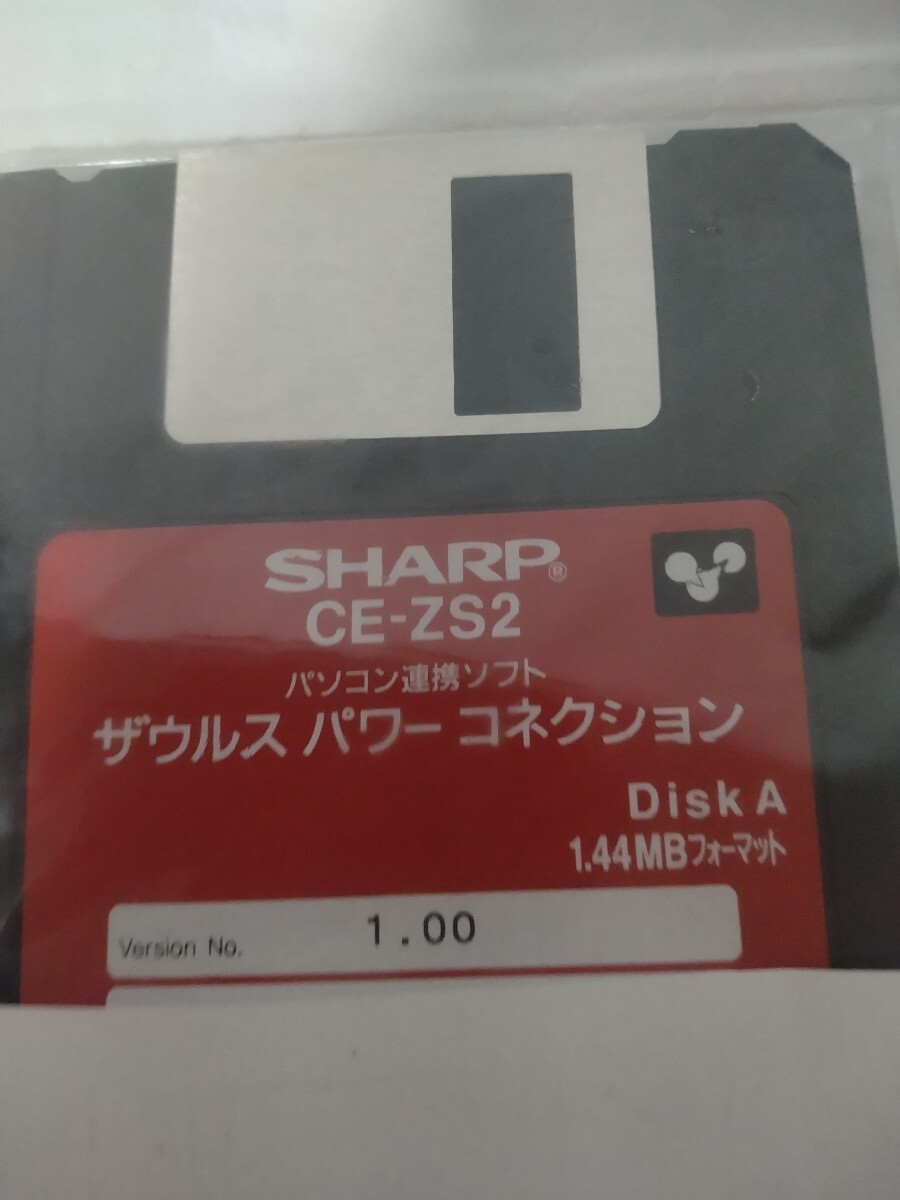 SHARP®
CE-ZS2
パソコン連携ソフト
ザウルス パワー コネクション
Disk A
1.44MBフォーマット
Version No. 1.00